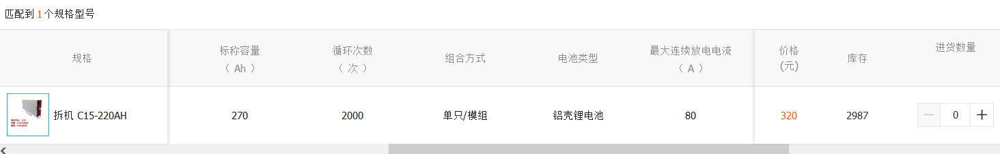 匹配到 1 个规格型号
规格
标称容量
（ Ah ）
循环次数
（ 次 ）
组合方式
电池类型
最大连续放电电流
（ A ）
价格
(元)
库存
进货数量
拆机 C15-220AH
270
2000
单只/模组
铝壳锂电池
80
320
2987
0